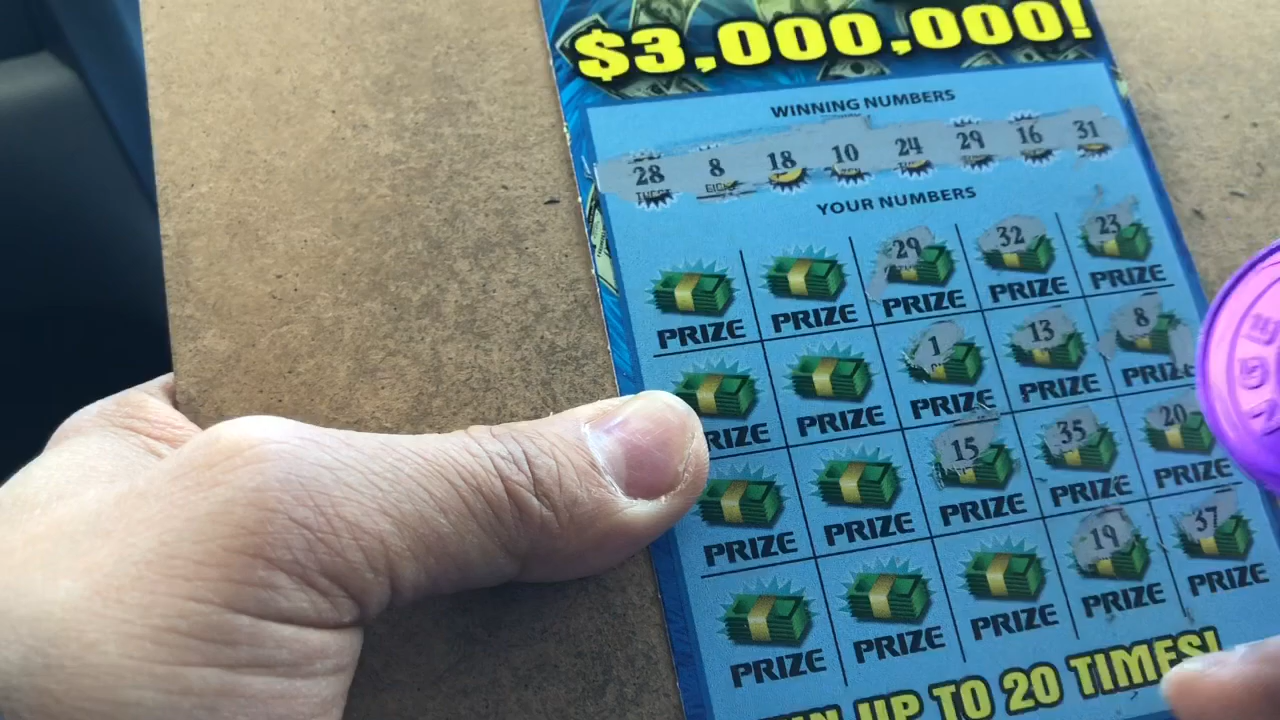 $3,000,000!
WINNING NUMBERS
28 8 18 10 24 29 16 31
YOUR NUMBERS
29 32 23
PRIZE PRIZE PRIZE PRIZE PRIZE
1 13 8
RIZE PRIZE PRIZE PRIZE PRIZE
15 35 20
PRIZE PRIZE PRIZE PRIZE PRIZE
19 37
PRIZE PRIZE PRIZE PRIZE PRIZE
UP TO 20 TIMES!